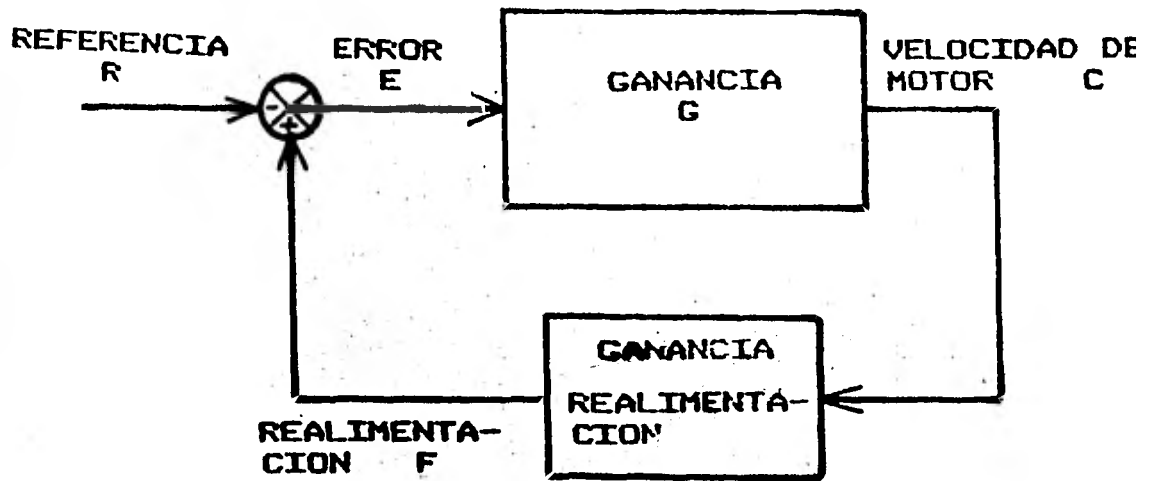 REFERENCIA
R
ERROR
E
GANANCIA
G
VELOCIDAD DE
MOTOR C
-
+
GANANCIA
REALIMENTA-
CION
REALIMENTA-
CION F